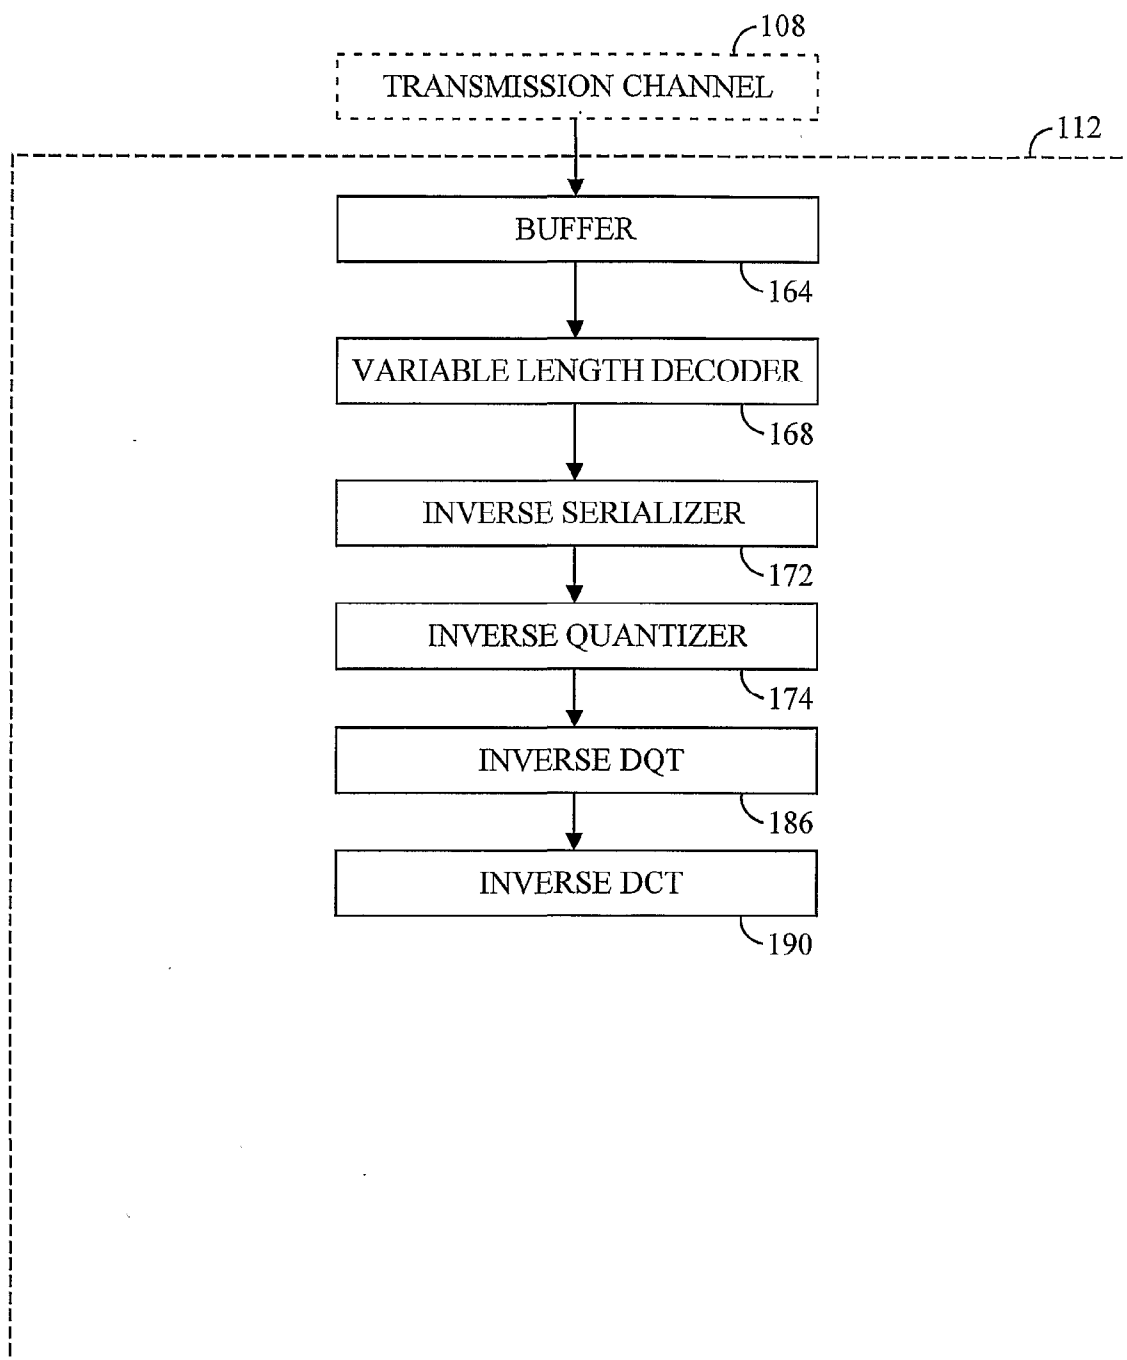 108
TRANSMISSION CHANNEL
112
BUFFER
164
VARIABLE LENGTH DECODER
168
INVERSE SERIALIZER
172
INVERSE QUANTIZER
174
INVERSE DQT
186
INVERSE DCT
190